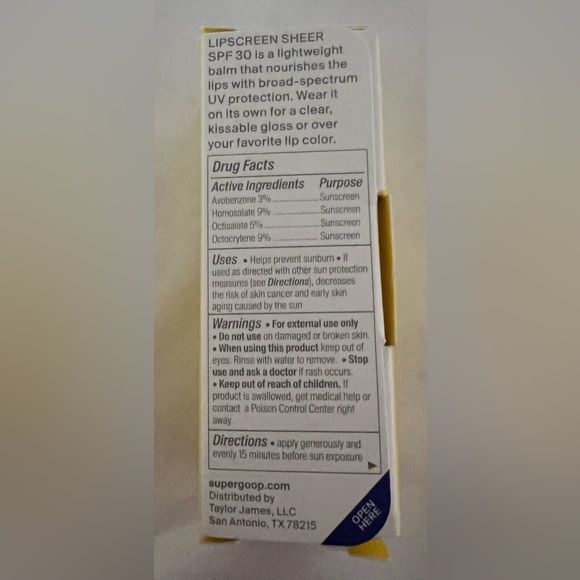 LIPSCREEN SHEER
SPF 30 is a lightweight
balm that nourishes the
lips with broad-spectrum
UV protection. Wear it
on its own for a clear,
kissable gloss or over
your favorite lip color.
Drug Facts
Active Ingredients Purpose
Avobenzone 3% Sunscreen
Homosalate 9% Sunscreen
Octisalate 5% Sunscreen
Octocrylene 9% Sunscreen
Uses • Helps prevent sunburn • If
used as directed with other sun protection
measures (see Directions), decreases
the risk of skin cancer and early skin
aging caused by the sun
Warnings • For external use only
• Do not use on damaged or broken skin.
• When using this product keep out of
eyes. Rinse with water to remove. • Stop
use and ask a doctor if rash occurs.
• Keep out of reach of children. If
product is swallowed, get medical help or
contact a Poison Control Center right
away.
Directions • apply generously and
evenly 15 minutes before sun exposure
supergoop.com
Distributed by
Taylor James, LLC
San Antonio, TX 78215
OPEN
HERE